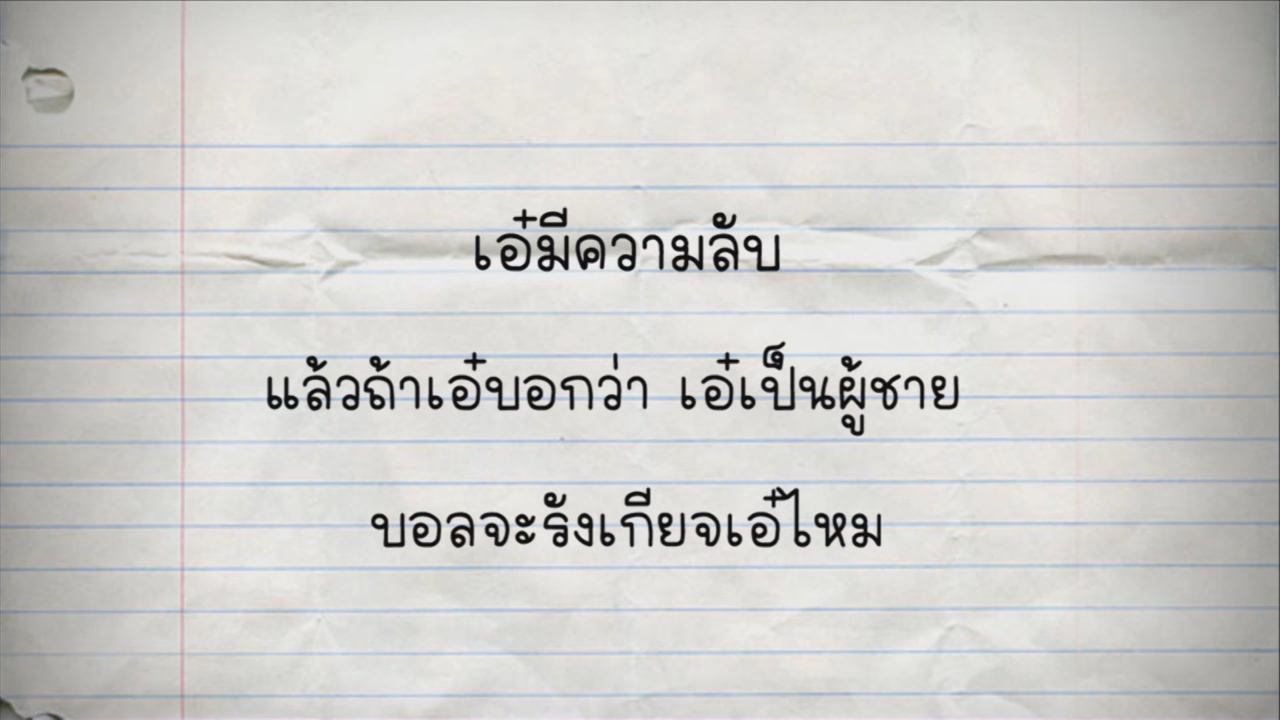 เอ๋มีความลับ
แล้วถ้าเอ๋บอกว่า เอ๋เป็นผู้ชาย
บอลจะรังเกียจเอ๋ไหม